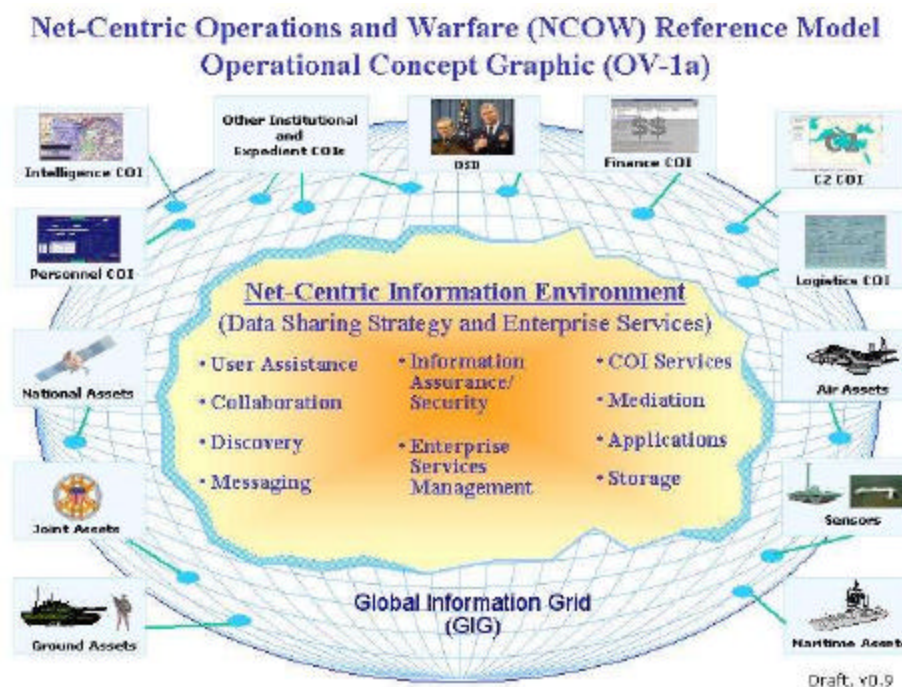 Net-Centric Operations and Warfare (NCOW) Reference Model
Operational Concept Graphic (OV-1a)
Intelligence COI
Other Institutional
and
Expedient COIs
$$
Finance COI
C2 COI
Personnel COI
Logistics COI
Net-Centric Information Environment
(Data Sharing Strategy and Enterprise Services)
• User Assistance
• Collaboration
• Discovery
• Messaging
• Information
Assurance/
Security
• Enterprise
Services
Management
• COI Services
• Mediation
• Applications
• Storage
National Assets
Air Assets
Joint Assets
Sensors
Ground Assets
Maritime Asset
Global Information Grid
(GIG)
Draft, v0.9